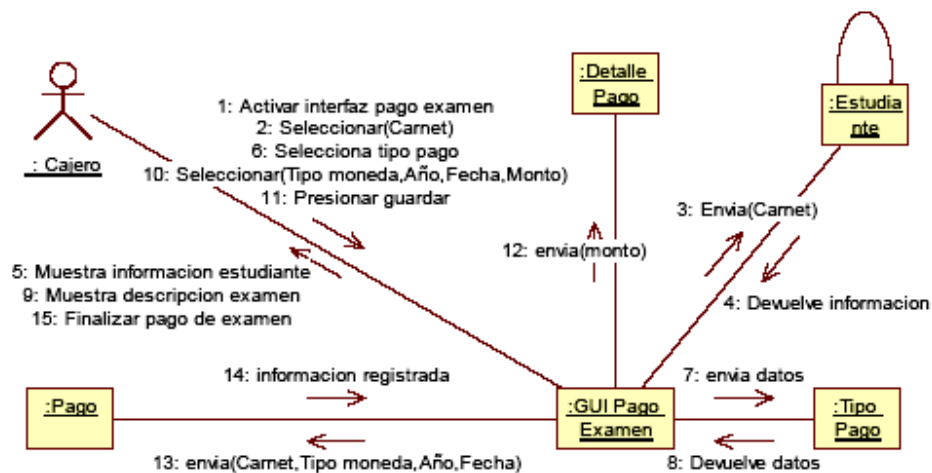 :Detalle
Pago
:Estudia
nte
: Cajero
1: Activar interfaz pago examen
2: Seleccionar(Carnet)
6: Selecciona tipo pago
10: Seleccionar(Tipo moneda,Año,Fecha,Monto)
11: Presionar guardar
3: Envia(Carnet)
12: envia(monto)
5: Muestra informacion estudiante
9: Muestra descripcion examen
15: Finalizar pago de examen
4: Devuelve informacion
14: informacion registrada
7: envia datos
:Pago
:GUI Pago
Examen
:Tipo
Pago
13: envia(Carnet,Tipo moneda,Año,Fecha)
8: Devuelve datos